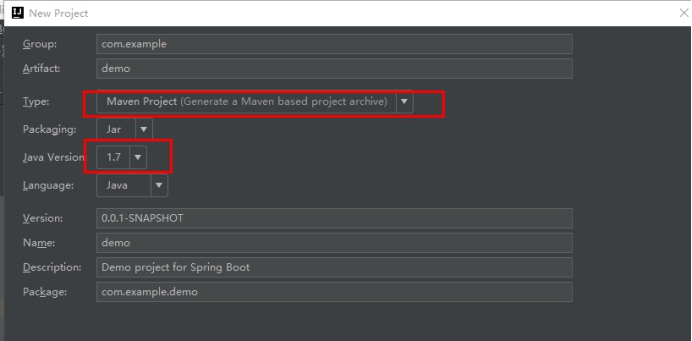 New Project
Group: com.example
Artifact: demo
Type: Maven Project (Generate a Maven based project archive)
Packaging: Jar
Java Version: 1.7
Language: Java
Version: 0.0.1-SNAPSHOT
Name: demo
Description: Demo project for Spring Boot
Package: com.example.demo